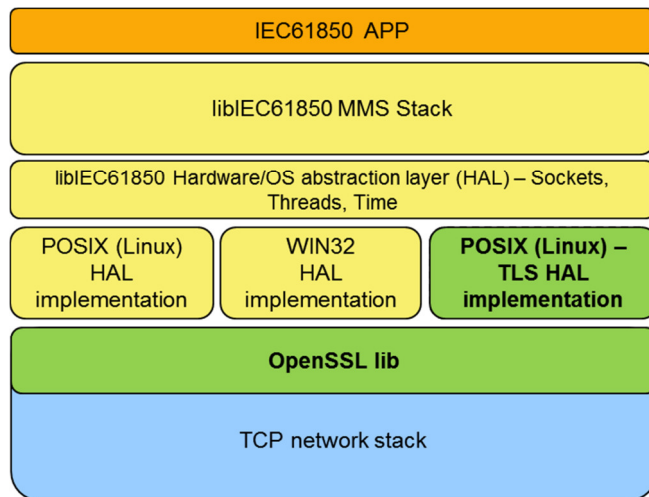 IEC61850 APP
libIEC61850 MMS Stack
libIEC61850 Hardware/OS abstraction layer (HAL) – Sockets,
Threads, Time
POSIX (Linux)
HAL
implementation
WIN32
HAL
implementation
POSIX (Linux) –
TLS HAL
implementation
OpenSSL lib
TCP network stack